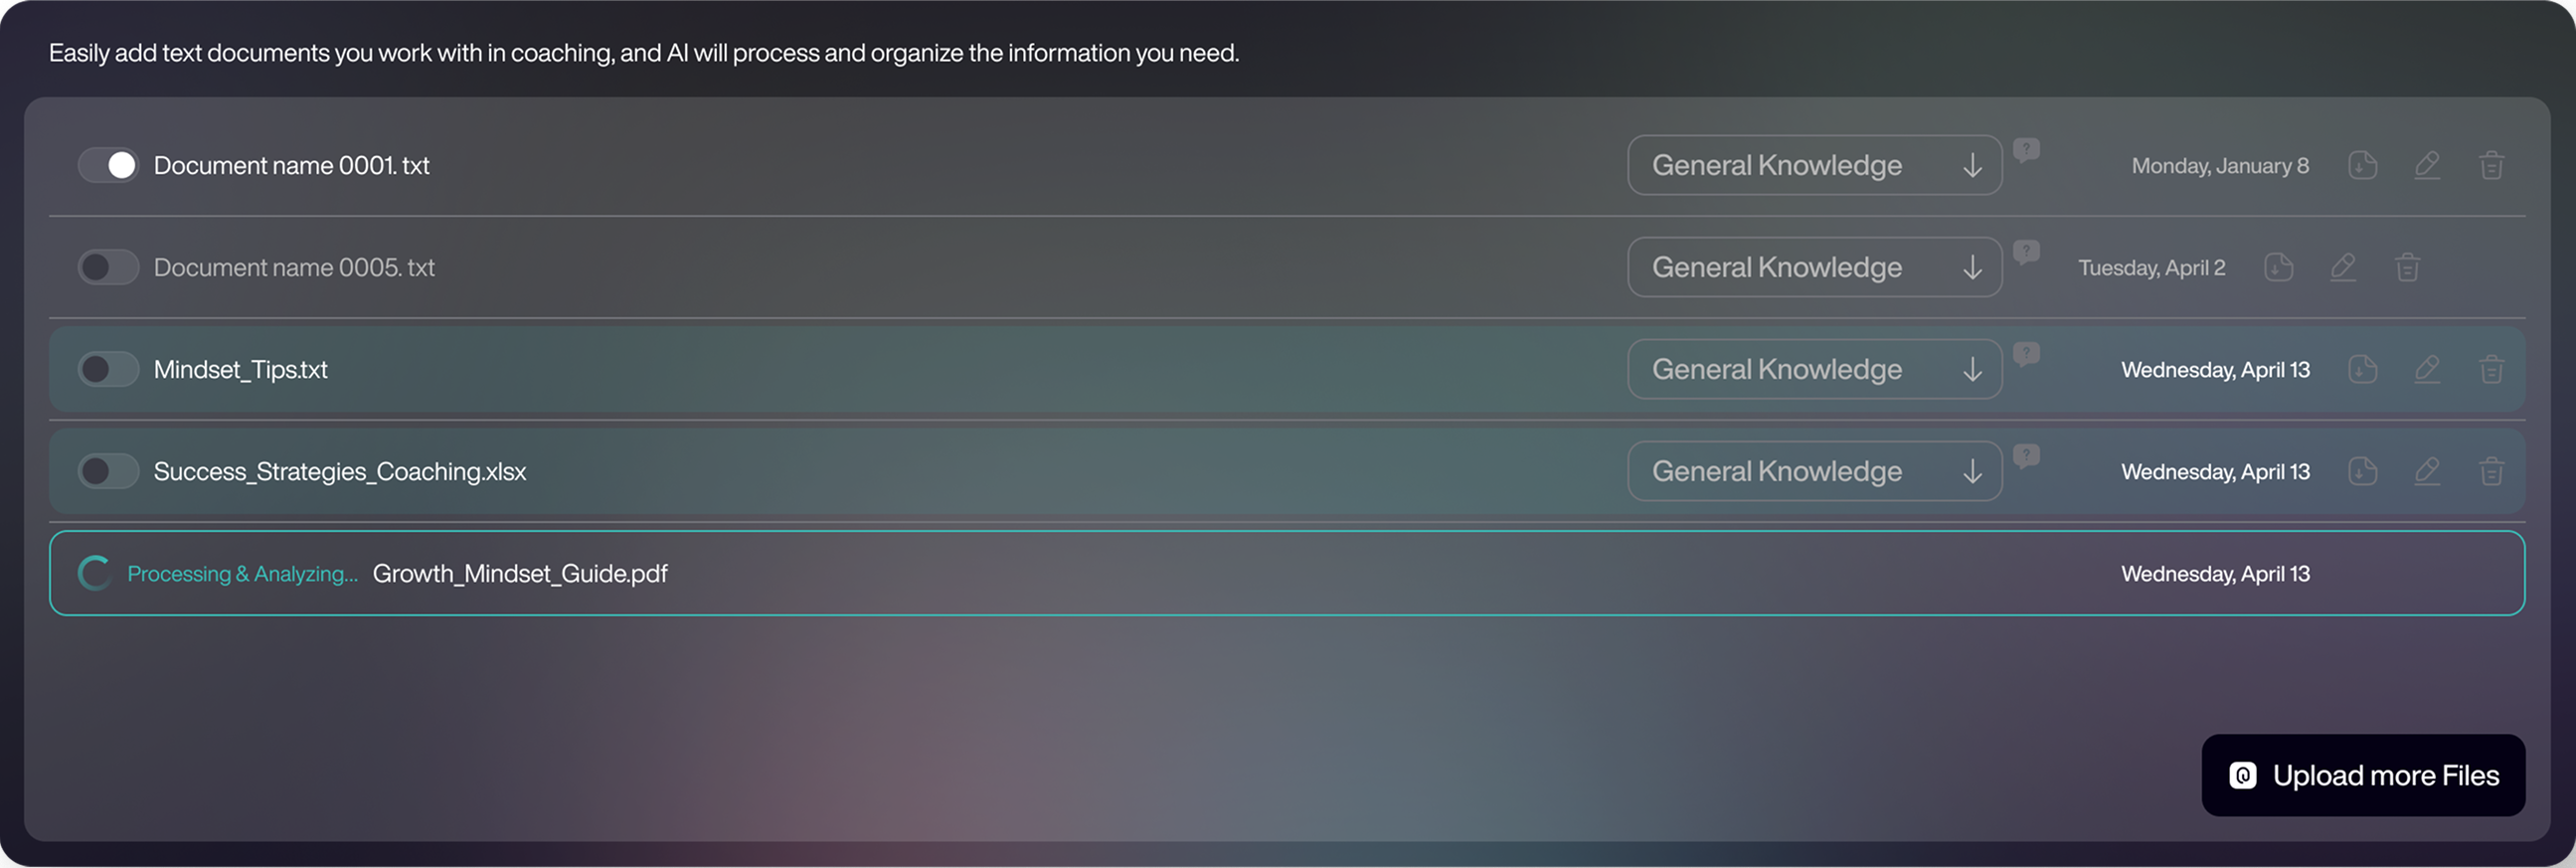 Easily add text documents you work with in coaching, and AI will process and organize the information you need.
Document name 0001. txt General Knowledge ? Monday, January 8
Document name 0005. txt General Knowledge ? Tuesday, April 2
Mindset_Tips.txt General Knowledge ? Wednesday, April 13
Success_Strategies_Coaching.xlsx General Knowledge ? Wednesday, April 13
Processing & Analyzing... Growth_Mindset_Guide.pdf Wednesday, April 13
Upload more Files